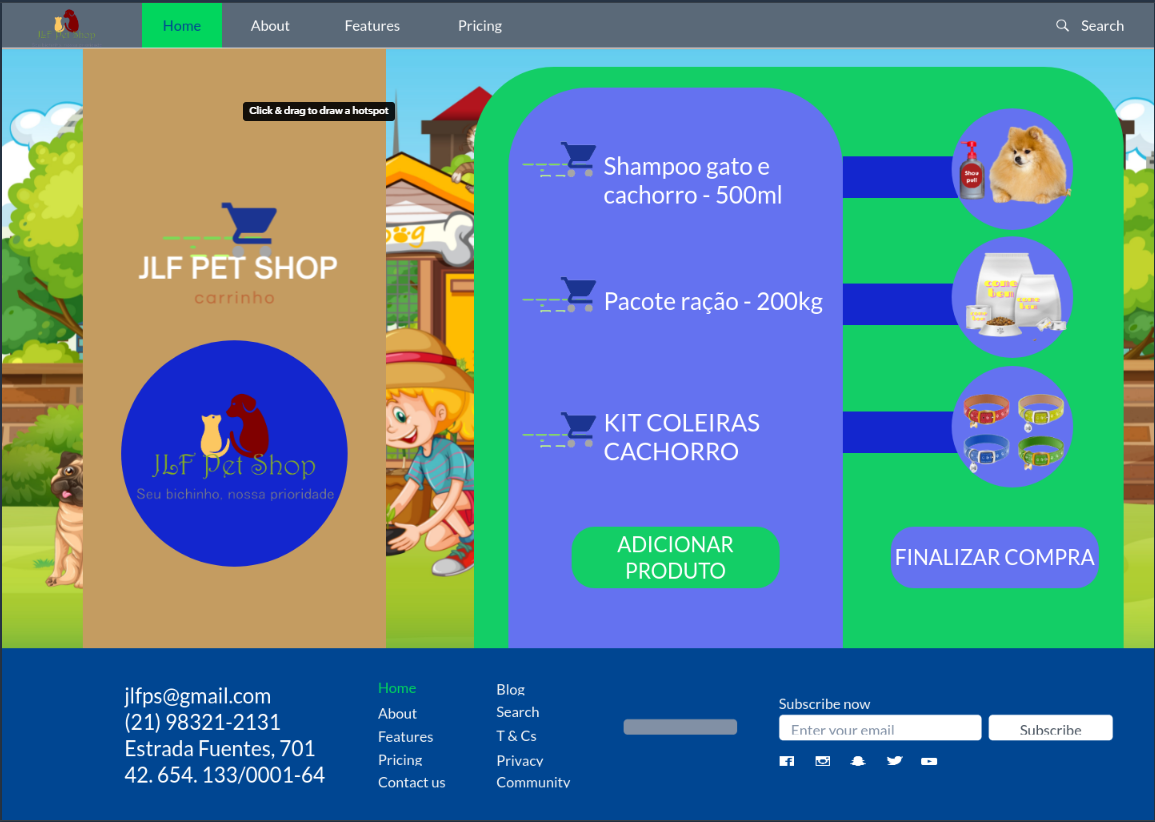 JLF Pet Shop
Home
About
Features
Pricing
Search
Click & drag to draw a hotspot
JLF PET SHOP
carrinho
JLF Pet Shop
Seu bichinho, nossa prioridade
Shampoo gato e
cachorro - 500ml
Pacote ração - 200kg
KIT COLEIRAS
CACHORRO
ADICIONAR
PRODUTO
FINALIZAR COMPRA
jlfps@gmail.com
(21) 98321-2131
Estrada Fuentes, 701
42. 654. 133/0001-64
Home
About
Features
Pricing
Contact us
Blog
Search
T & Cs
Privacy
Community
Subscribe now
Enter your email
Subscribe